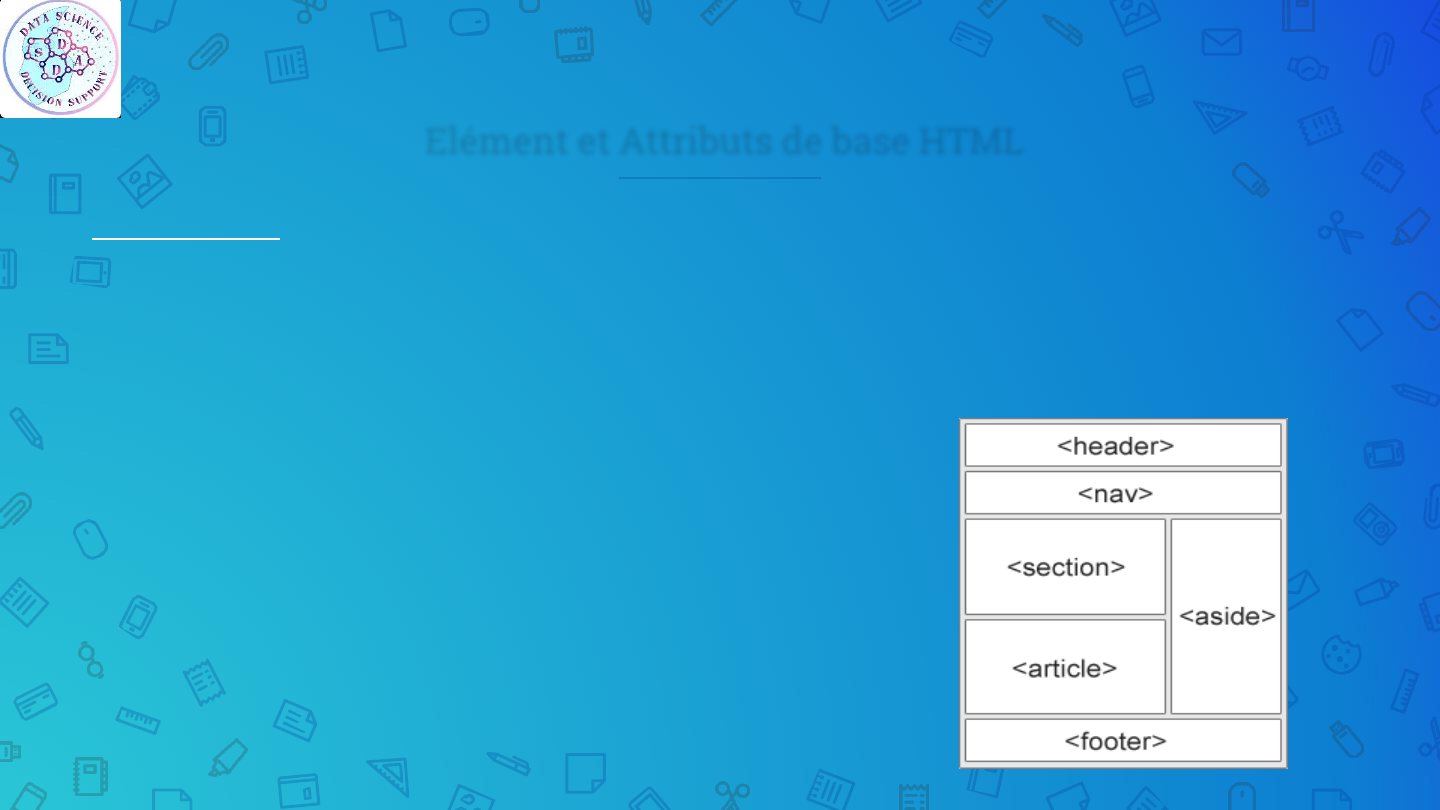 DATA SCIENCE
S D D A
DECISION SUPPORT
Elément et Attributs de base HTML
<header>
<nav>
<section>
<aside>
<article>
<footer>